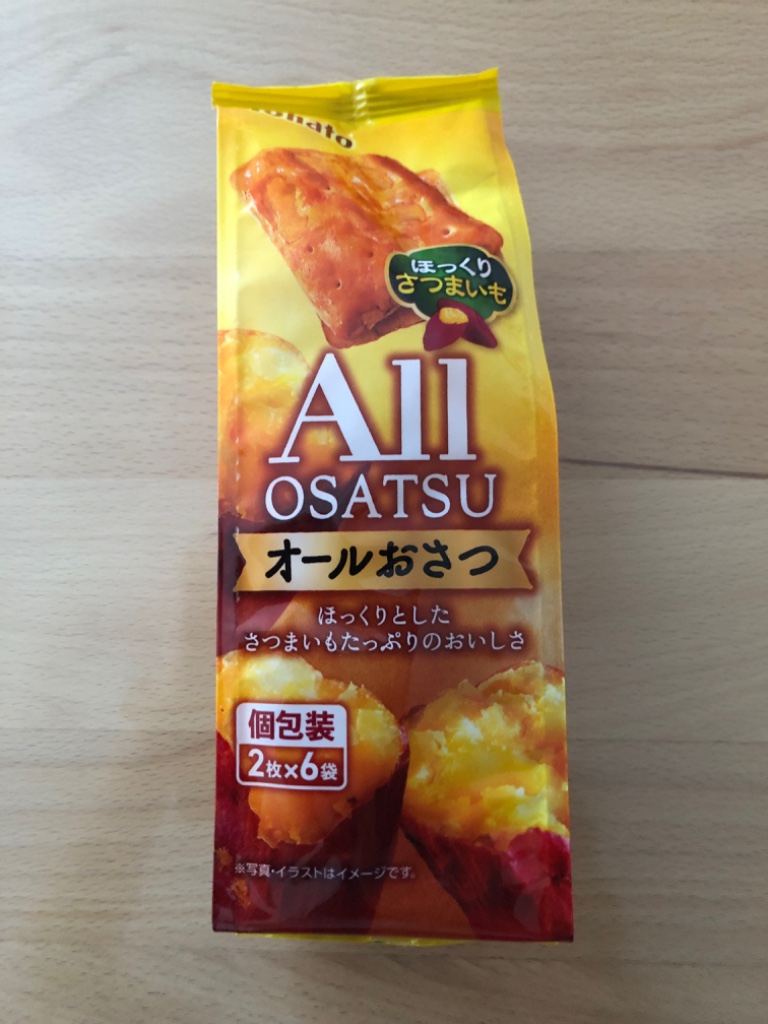 ほっくり
さつまいも
All
OSATSU
オールおさつ
ほっくりとした
さつまいもたっぷりのおいしさ
個包装
2枚×6袋
※写真・イラストはイメージです。